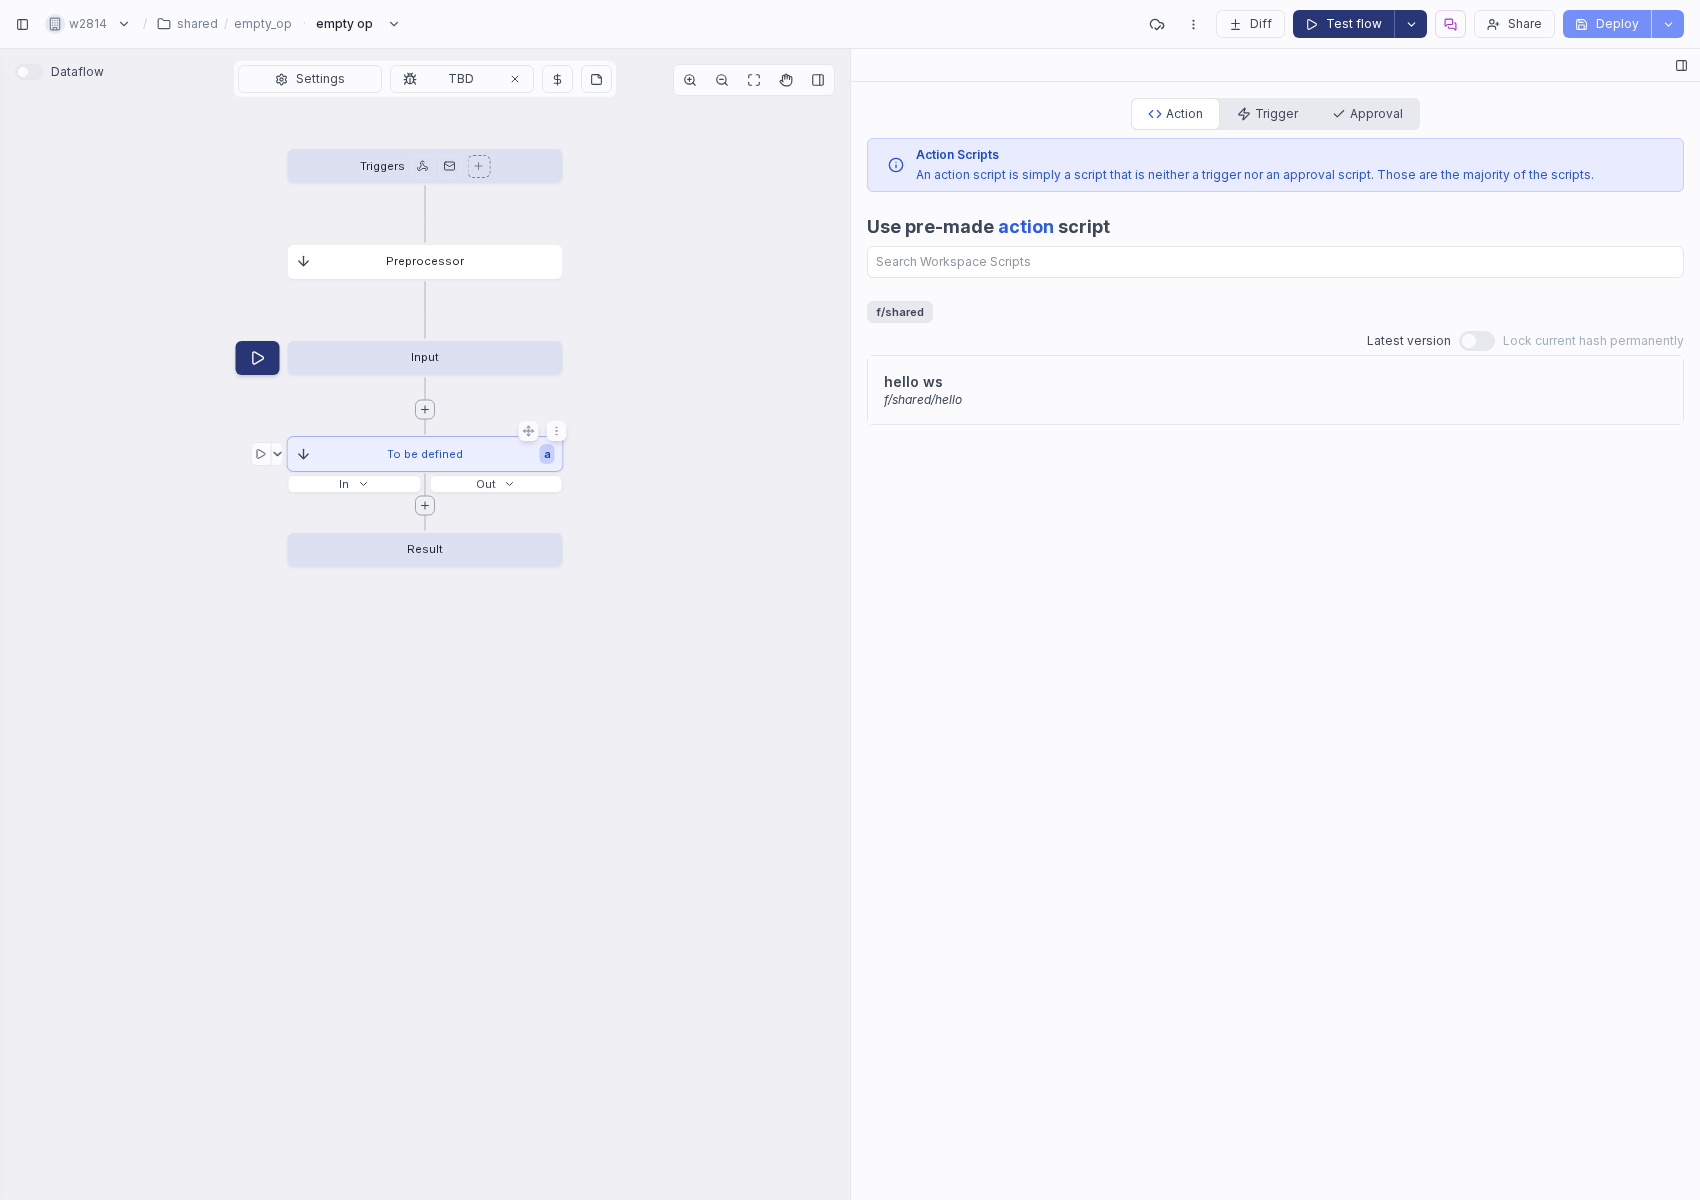 w2814 / shared / empty_op · empty op
Diff
Test flow
Share
Deploy
Dataflow
Settings
TBD
Triggers
Preprocessor
Input
To be defined
a
In
Out
Result
Action
Trigger
Approval
Action Scripts
An action script is simply a script that is neither a trigger nor an approval script. Those are the majority of the scripts.
Use pre-made action script
Search Workspace Scripts
f/shared
Latest version
Lock current hash permanently
hello ws
f/shared/hello